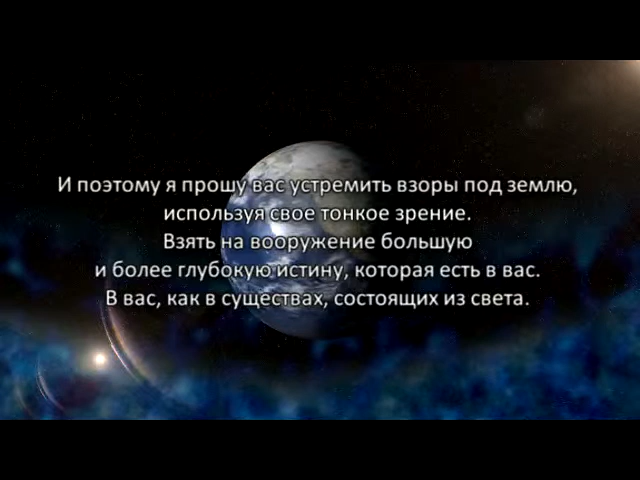 И поэтому я прошу вас устремить взоры под землю,
используя свое тонкое зрение.
Взять на вооружение большую
и более глубокую истину, которая есть в вас.
В вас, как в существах, состоящих из света.